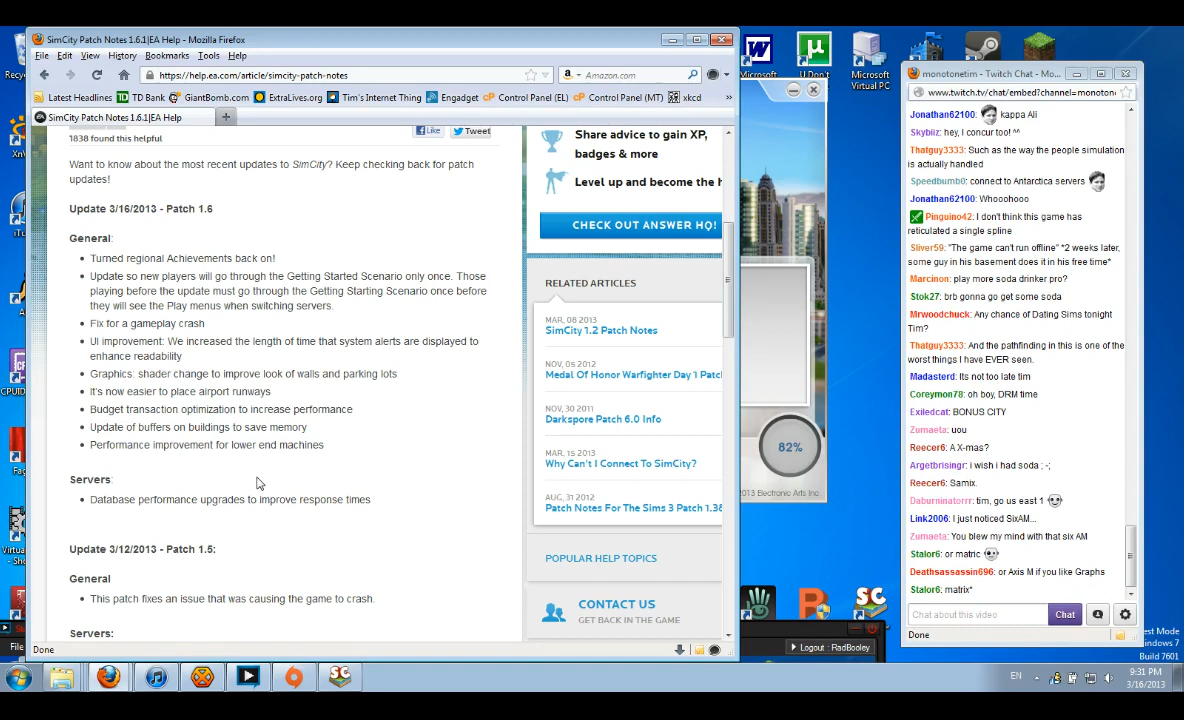 SimCity Patch Notes 1.6.1|EA Help - Mozilla Firefox
File Edit View History Bookmarks Tools Help
https://help.ea.com/article/simcity-patch-notes
Amazon.com
Latest Headlines TD Bank GiantBomb.com ExtraLives.org Tim's Internet Thing Engadget Control Panel (EL) Control Panel (MT) xkcd »
SimCity Patch Notes 1.6.1|EA Help
1838 found this helpful
Like Tweet
Want to know about the most recent updates to SimCity? Keep checking back for patch
updates!
Update 3/16/2013 - Patch 1.6
General:
Turned regional Achievements back on!
Update so new players will go through the Getting Started Scenario only once. Those
playing before the update must go through the Getting Starting Scenario once before
they will see the Play menus when switching servers.
Fix for a gameplay crash
UI improvement: We increased the length of time that system alerts are displayed to
enhance readability
Graphics: shader change to improve look of walls and parking lots
It's now easier to place airport runways
Budget transaction optimization to increase performance
Update of buffers on buildings to save memory
Performance improvement for lower end machines
Servers:
Database performance upgrades to improve response times
Update 3/12/2013 - Patch 1.5:
General
This patch fixes an issue that was causing the game to crash.
Servers:
Share advice to gain XP,
badges & more
Level up and become the h
CHECK OUT ANSWER HQ!
RELATED ARTICLES
MAR, 08 2013
SimCity 1.2 Patch Notes
NOV, 05 2012
Medal Of Honor Warfighter Day 1 Patc
NOV, 30 2011
Darkspore Patch 6.0 Info
MAR, 15 2013
Why Can't I Connect To SimCity?
AUG, 31 2012
Patch Notes For The Sims 3 Patch 1.38
POPULAR HELP TOPICS
CONTACT US
GET BACK IN THE GAME
Done
82%
2013 Electronic Arts Inc.
Logout : RadBooley
Microsoft
U Don't
Microsoft
Virtual PC
monotonetim - Twitch Chat - Mo...
www.twitch.tv/chat/embed?channel=monoton
Jonathan62100: kappa Ali
Skybiiz: hey, I concur too! ^^
Thatguy3333: Such as the way the people simulation
is actually handled
Speedbumb0: connect to Antarctica servers
Jonathan62100: Whooohooo
Pinguino42: I don't think this game has
reticulated a single spline
Sliver59: "The game can't run offline" *2 weeks later,
some guy in his basement does it in his free time*
Marcinon: play more soda drinker pro?
Stok27: brb gonna go get some soda
Mrwoodchuck: Any chance of Dating Sims tonight
Tim?
Thatguy3333: And the pathfinding in this is one of the
worst things I have EVER seen.
Madasterd: Its not too late tim
Coreymon78: oh boy, DRM time
Exiledcat: BONUS CITY
Zumaeta: uou
Reecer6: A X-mas?
Argetbrisingr: i wish i had soda ; -;
Reecer6: Samix.
Daburninatorrr: tim, go us east 1
Link2006: I just noticed SixAM...
Zumaeta: You blew my mind with that six AM
Stalor6: or matric
Deathsassassin696: or Axis M if you like Graphs
Stalor6: matrix*
Chat about this video
Chat
Done
est Mode
indows 7
Build 7601
EN
9:31 PM
3/16/2013